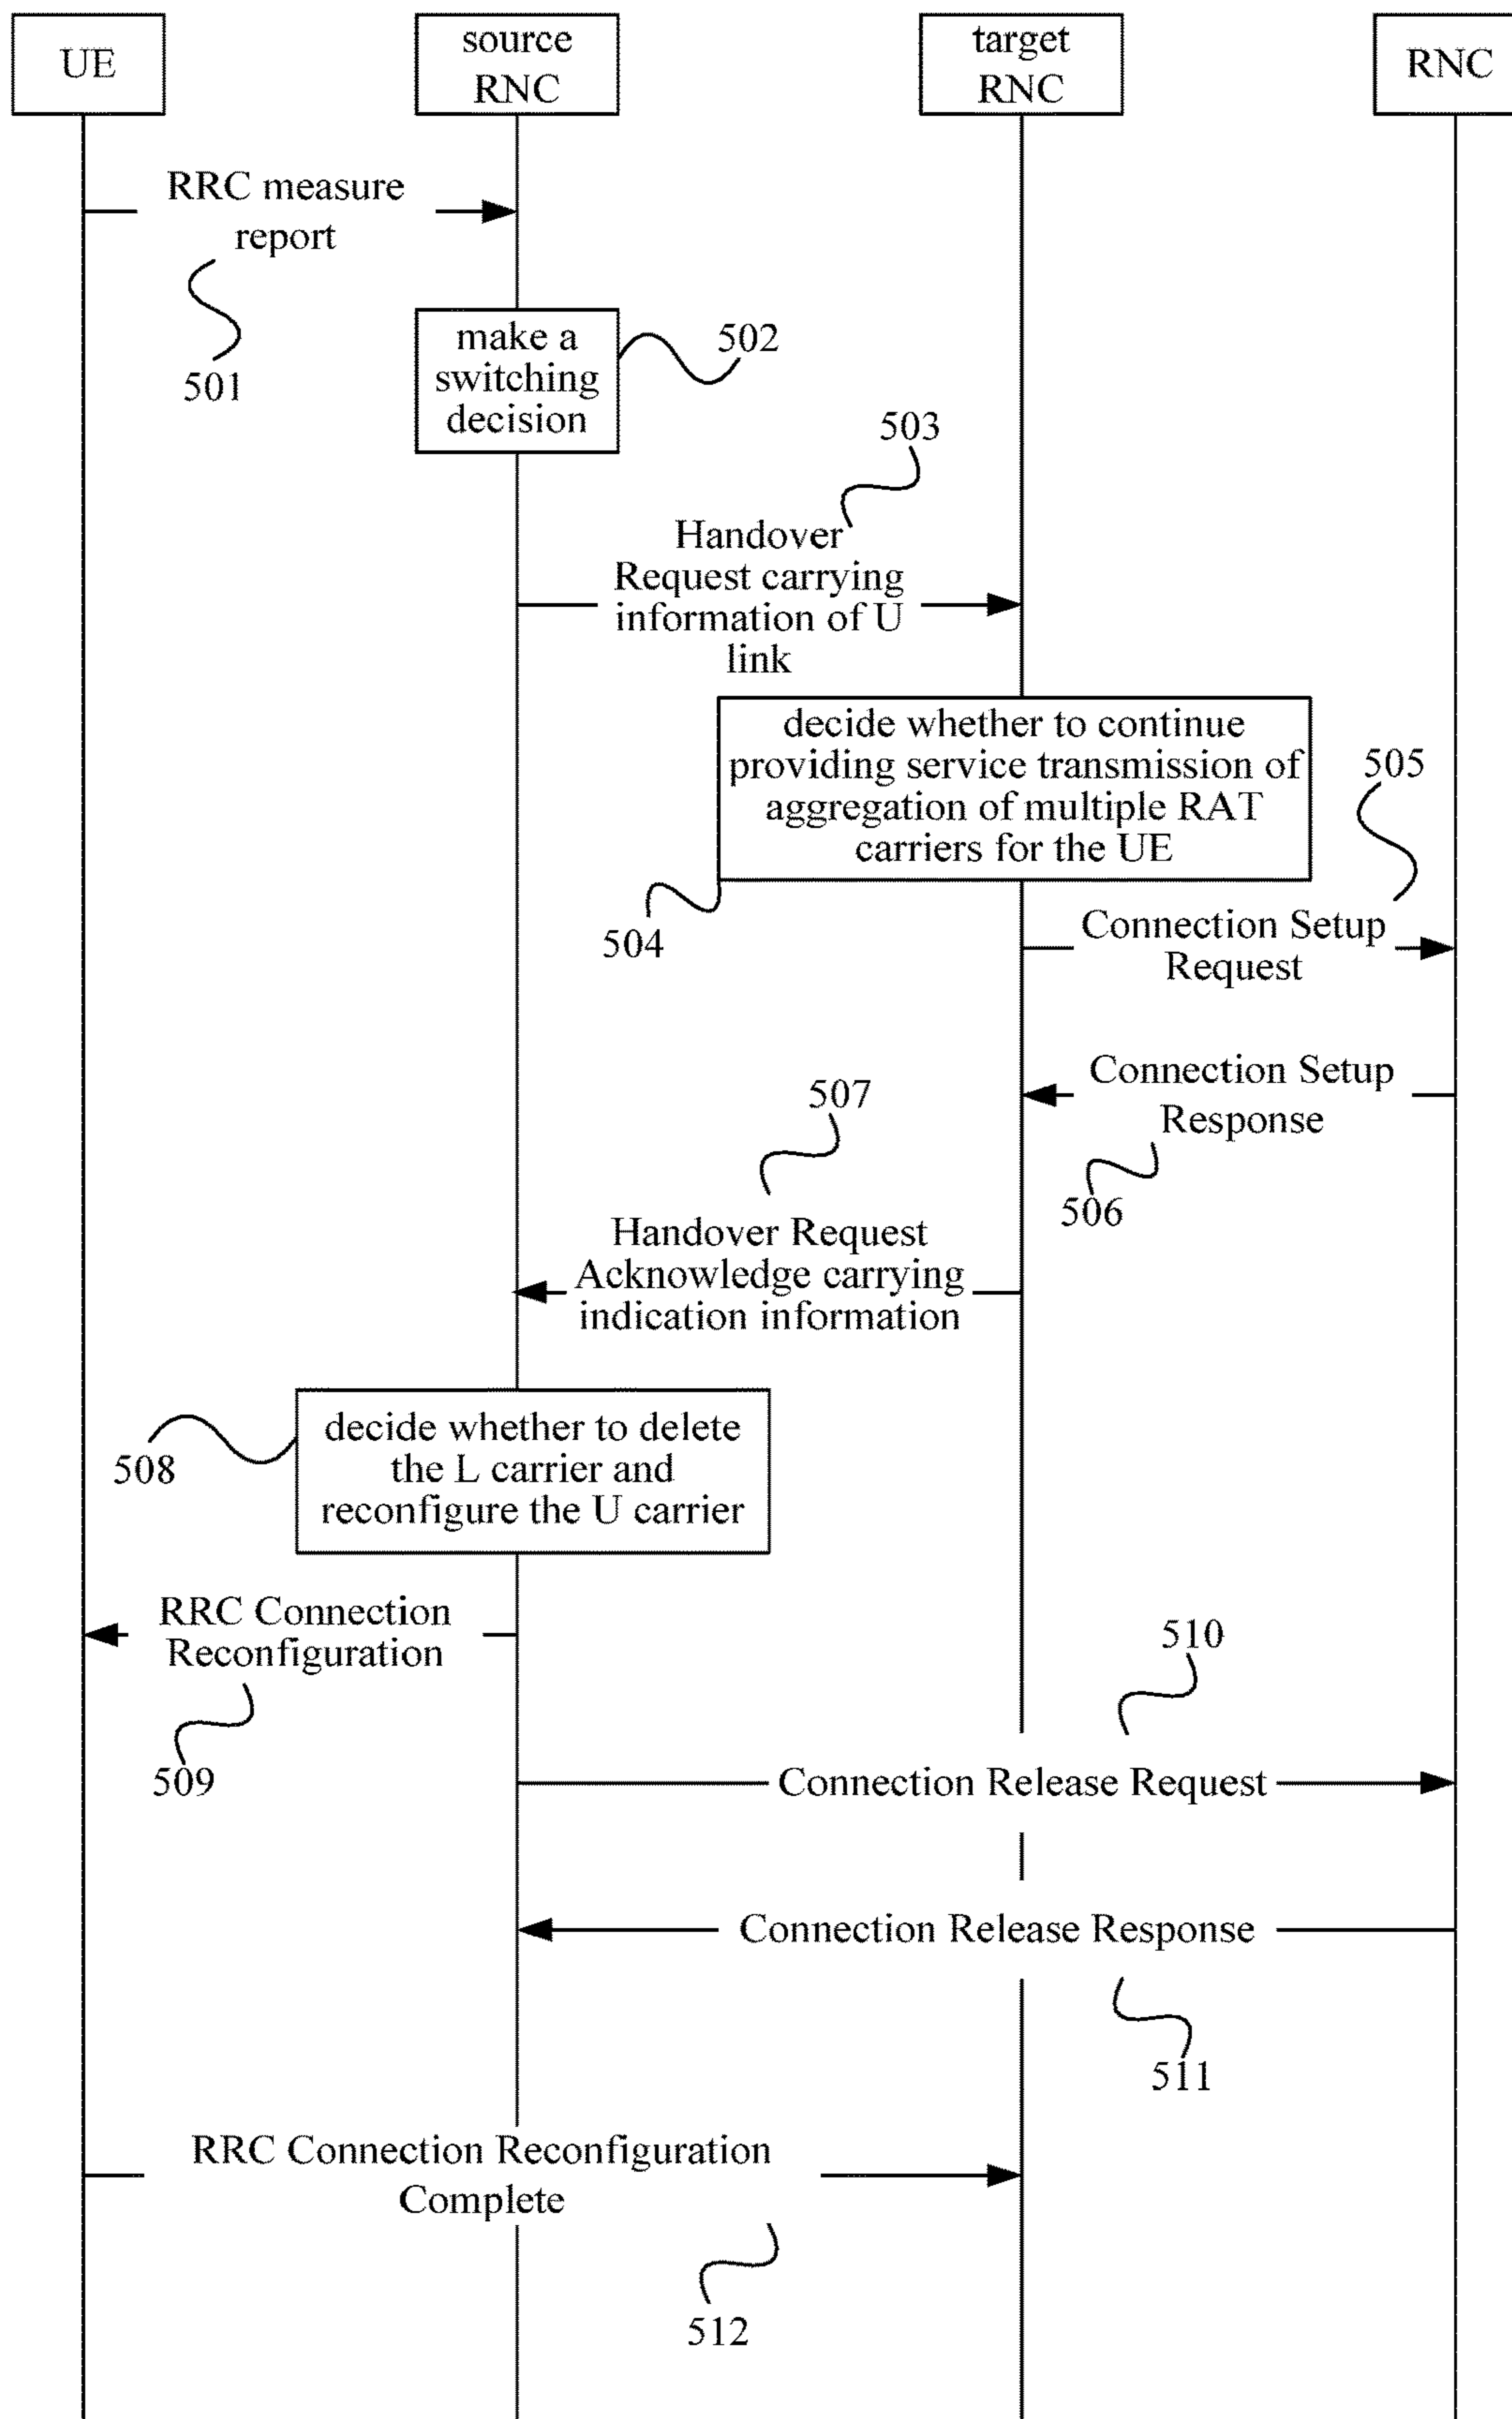 UE
source
RNC
target
RNC
RNC
RRC measure
report
501
make a
switching
decision
502
503
Handover
Request carrying
information of U
link
decide whether to continue
providing service transmission of
aggregation of multiple RAT
carriers for the UE
504
505
Connection Setup
Request
Connection Setup
Response
506
507
Handover Request
Acknowledge carrying
indication information
decide whether to delete
the L carrier and
reconfigure the U carrier
508
RRC Connection
Reconfiguration
509
510
Connection Release Request
Connection Release Response
511
RRC Connection Reconfiguration
Complete
512